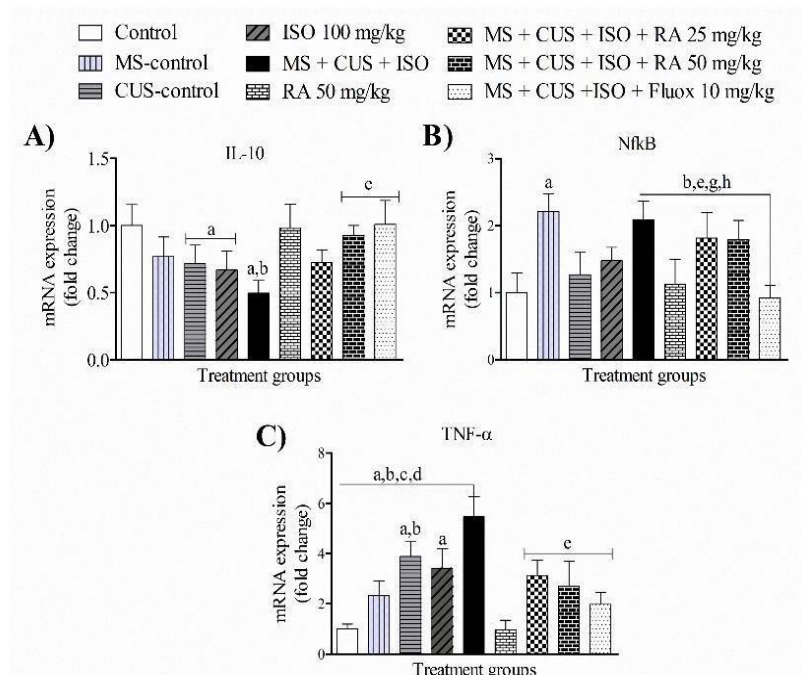 Control
MS-control
CUS-control
ISO 100 mg/kg
MS + CUS + ISO
RA 50 mg/kg
MS + CUS + ISO + RA 25 mg/kg
MS + CUS + ISO + RA 50 mg/kg
MS + CUS +ISO + Fluox 10 mg/kg
A)
IL-10
mRNA expression
(fold change)
1.5
1.0
0.5
0.0
a
a,b
c
Treatment groups
B)
NfkB
mRNA expression
(fold change)
3
2
1
0
a
b,e,g,h
Treatment groups
C)
TNF-α
mRNA expression
(fold change)
8
6
4
2
0
a,b,c,d
a,b
a
e
Treatment groups